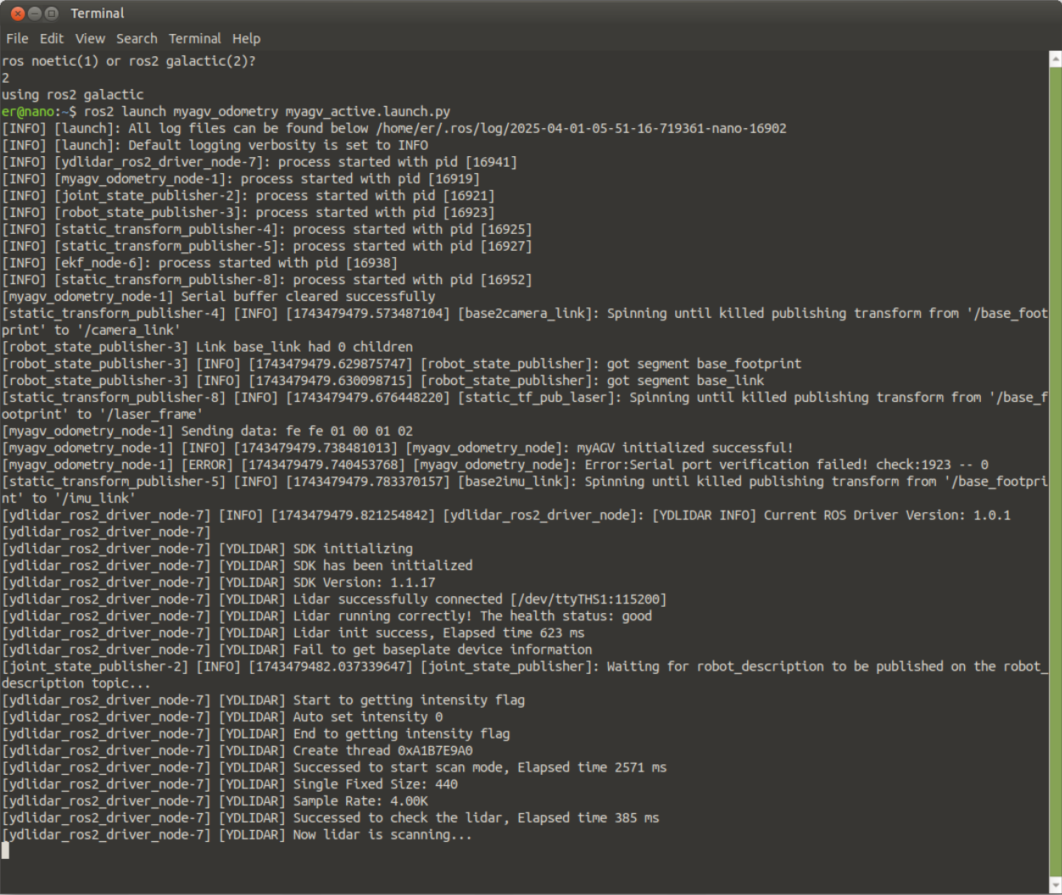 Terminal
File Edit View Search Terminal Help
ros noetic(1) or ros2 galactic(2)?
2
using ros2 galactic
er@nano:~$ ros2 launch myagv_odometry myagv_active.launch.py
[INFO] [launch]: All log files can be found below /home/er/.ros/log/2025-04-01-05-51-16-719361-nano-16902
[INFO] [launch]: Default logging verbosity is set to INFO
[INFO] [ydlidar_ros2_driver_node-7]: process started with pid [16941]
[INFO] [myagv_odometry_node-1]: process started with pid [16919]
[INFO] [joint_state_publisher-2]: process started with pid [16921]
[INFO] [robot_state_publisher-3]: process started with pid [16923]
[INFO] [static_transform_publisher-4]: process started with pid [16925]
[INFO] [static_transform_publisher-5]: process started with pid [16927]
[INFO] [ekf_node-6]: process started with pid [16938]
[INFO] [static_transform_publisher-8]: process started with pid [16952]
[myagv_odometry_node-1] Serial buffer cleared successfully
[static_transform_publisher-4] [INFO] [1743479479.573487104] [base2camera_link]: Spinning until killed publishing transform from '/base_foot
print' to '/camera_link'
[robot_state_publisher-3] Link base_link had 0 children
[robot_state_publisher-3] [INFO] [1743479479.629875747] [robot_state_publisher]: got segment base_footprint
[robot_state_publisher-3] [INFO] [1743479479.630098715] [robot_state_publisher]: got segment base_link
[static_transform_publisher-8] [INFO] [1743479479.676448220] [static_tf_pub_laser]: Spinning until killed publishing transform from '/base_f
ootprint' to '/laser_frame'
[myagv_odometry_node-1] Sending data: fe fe 01 00 01 02
[myagv_odometry_node-1] [INFO] [1743479479.738481013] [myagv_odometry_node]: myAGV initialized successful!
[myagv_odometry_node-1] [ERROR] [1743479479.740453768] [myagv_odometry_node]: Error:Serial port verification failed! check:1923 -- 0
[static_transform_publisher-5] [INFO] [1743479479.783370157] [base2imu_link]: Spinning until killed publishing transform from '/base_footpri
nt' to '/imu_link'
[ydlidar_ros2_driver_node-7] [INFO] [1743479479.821254842] [ydlidar_ros2_driver_node]: [YDLIDAR INFO] Current ROS Driver Version: 1.0.1
[ydlidar_ros2_driver_node-7]
[ydlidar_ros2_driver_node-7] [YDLIDAR] SDK initializing
[ydlidar_ros2_driver_node-7] [YDLIDAR] SDK has been initialized
[ydlidar_ros2_driver_node-7] [YDLIDAR] SDK Version: 1.1.17
[ydlidar_ros2_driver_node-7] [YDLIDAR] Lidar successfully connected [/dev/ttyTHS1:115200]
[ydlidar_ros2_driver_node-7] [YDLIDAR] Lidar running correctly! The health status: good
[ydlidar_ros2_driver_node-7] [YDLIDAR] Lidar init success, Elapsed time 623 ms
[ydlidar_ros2_driver_node-7] [YDLIDAR] Fail to get baseplate device information
[joint_state_publisher-2] [INFO] [1743479482.037339647] [joint_state_publisher]: Waiting for robot_description to be published on the robot_
description topic...
[ydlidar_ros2_driver_node-7] [YDLIDAR] Start to getting intensity flag
[ydlidar_ros2_driver_node-7] [YDLIDAR] Auto set intensity 0
[ydlidar_ros2_driver_node-7] [YDLIDAR] End to getting intensity flag
[ydlidar_ros2_driver_node-7] [YDLIDAR] Create thread 0xA1B7E9A0
[ydlidar_ros2_driver_node-7] [YDLIDAR] Successed to start scan mode, Elapsed time 2571 ms
[ydlidar_ros2_driver_node-7] [YDLIDAR] Single Fixed Size: 440
[ydlidar_ros2_driver_node-7] [YDLIDAR] Sample Rate: 4.00K
[ydlidar_ros2_driver_node-7] [YDLIDAR] Successed to check the lidar, Elapsed time 385 ms
[ydlidar_ros2_driver_node-7] [YDLIDAR] Now lidar is scanning...